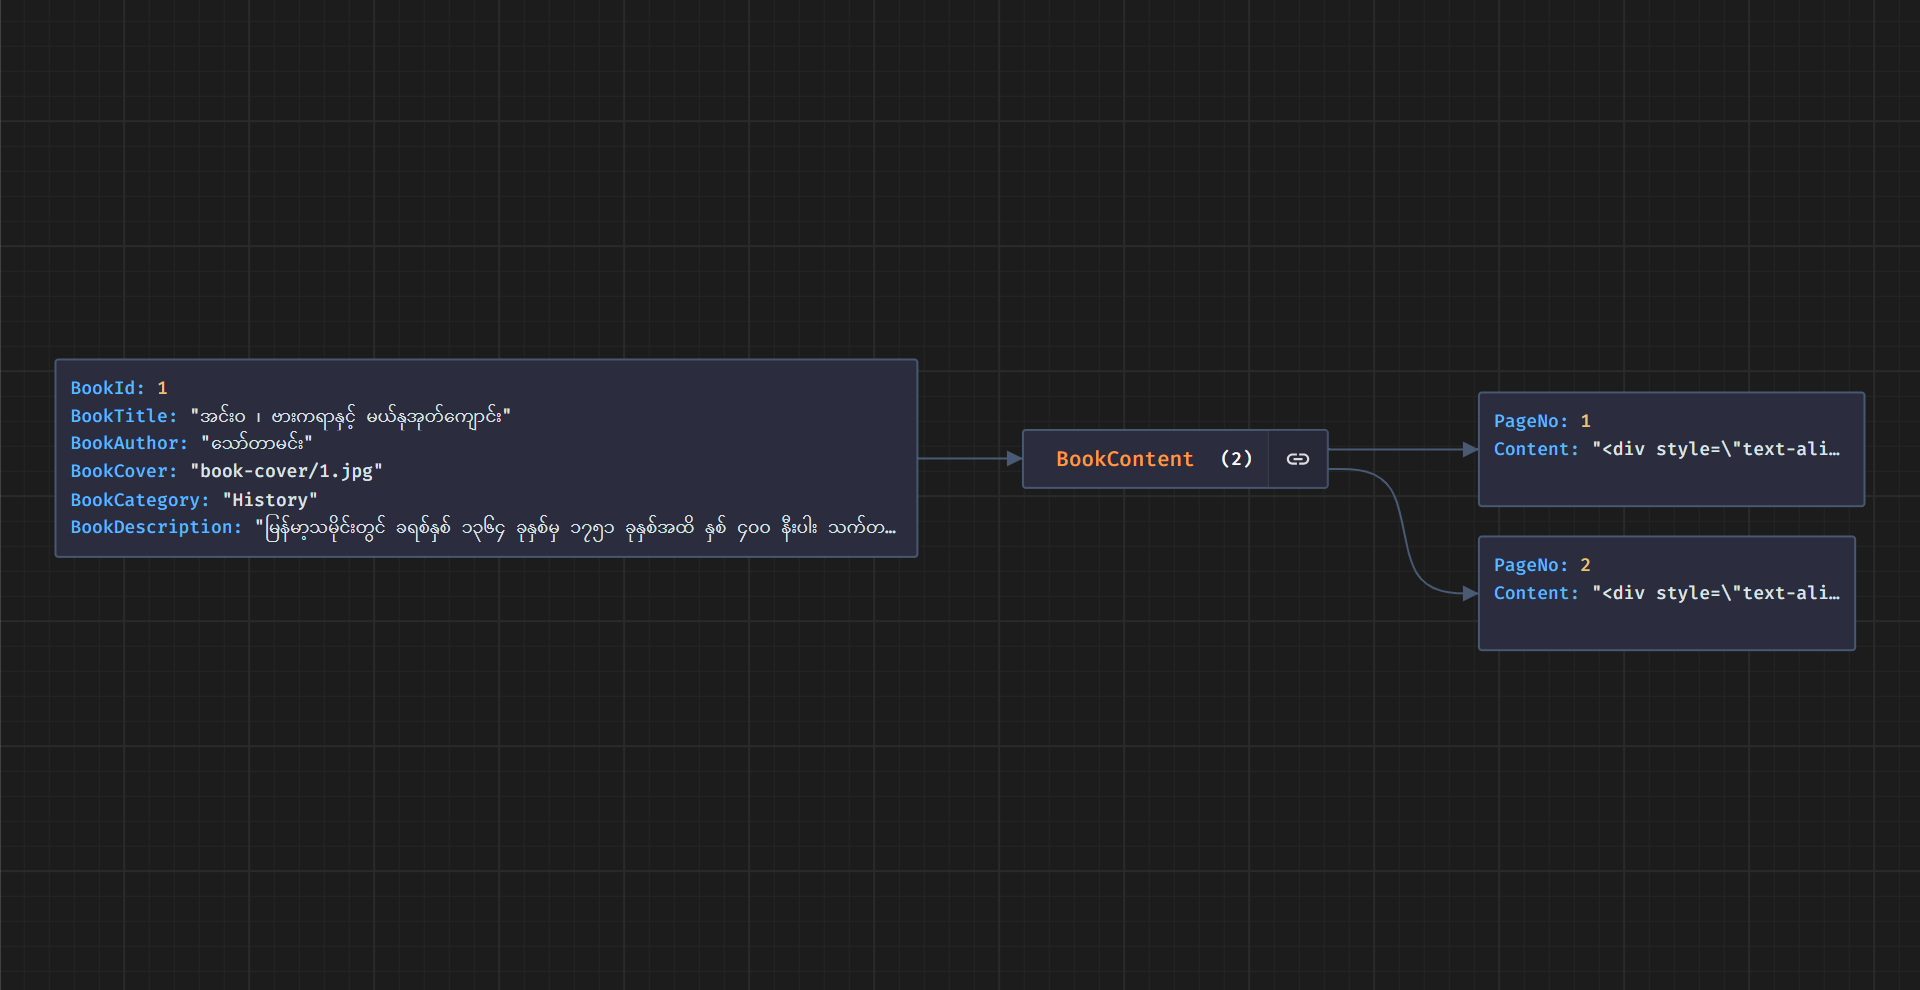 BookId: 1
BookTitle: "အင်းဝ ၊ ဗားကရာနှင့် မယ်နုအုတ်ကျောင်း"
BookAuthor: "သော်တာမင်း"
BookCover: "book-cover/1.jpg"
BookCategory: "History"
BookDescription: "မြန်မာ့သမိုင်းတွင် ခရစ်နှစ် ၁၃၆၄ ခုနှစ်မှ ၁၇၅၁ ခုနှစ်အထိ နှစ် ၄၀၀ နီးပါး သက်တ…
BookContent (2)
PageNo: 1
Content: "<div style=\"text-ali…
PageNo: 2
Content: "<div style=\"text-ali…